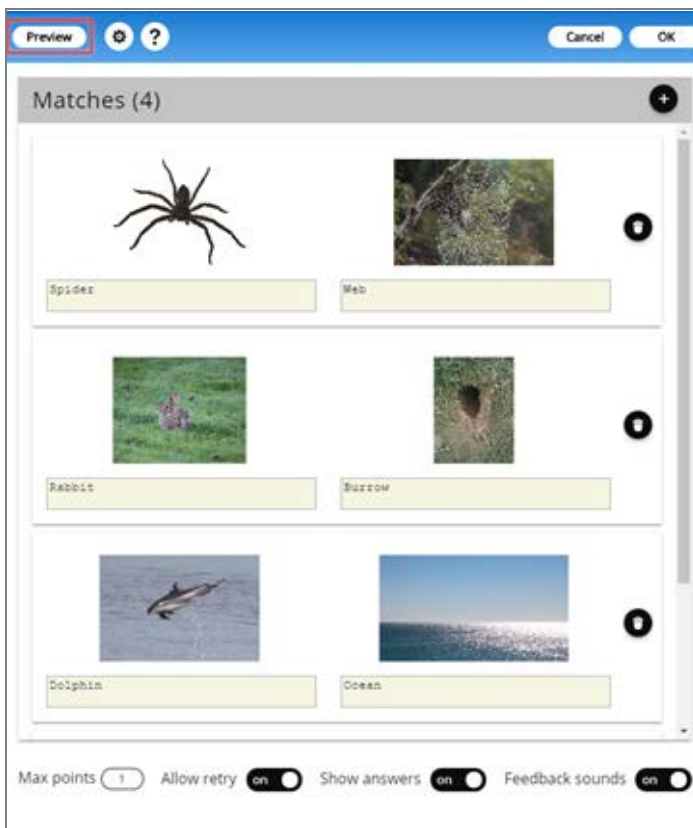 Preview ? Cancel OK
Matches (4) +
Spider Web
Rabbit Burrow
Dolphin Ocean
Max points 1 Allow retry on Show answers on Feedback sounds on